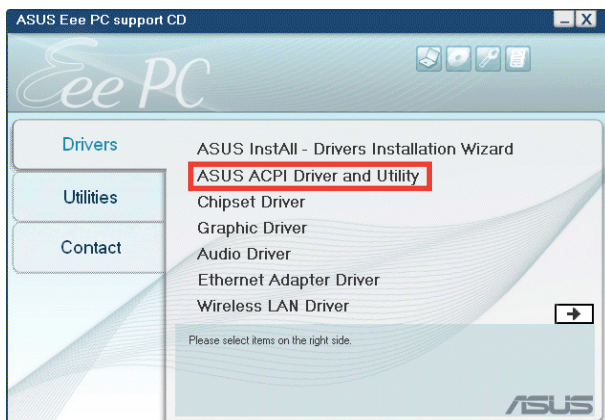 ASUS Eee PC support CD
Eee PC
Drivers
Utilities
Contact
ASUS InstAll - Drivers Installation Wizard
ASUS ACPI Driver and Utility
Chipset Driver
Graphic Driver
Audio Driver
Ethernet Adapter Driver
Wireless LAN Driver
Please select items on the right side.
ASUS